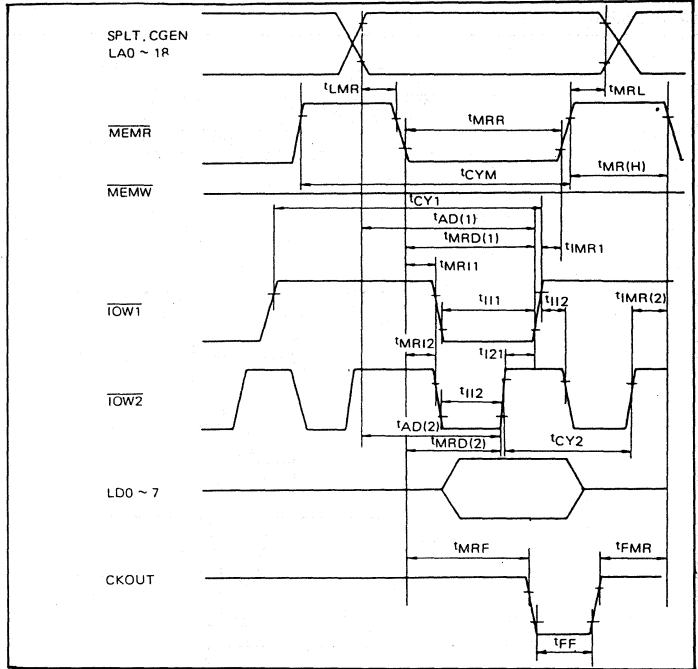 SPLT, CGEN
LA0 ~ 18
tLMR
tMRL
MEMR
tMRR
tCYM
tMR(H)
MEMW
tCY1
tAD(1)
tMRD(1)
tIMR1
tMRI1
IOW1
tII1
tII2
tIMR(2)
tMRI2
tI21
IOW2
tII2
tAD(2)
tMRD(2)
tCY2
LD0 ~ 7
tMRF
tFMR
CKOUT
tFF